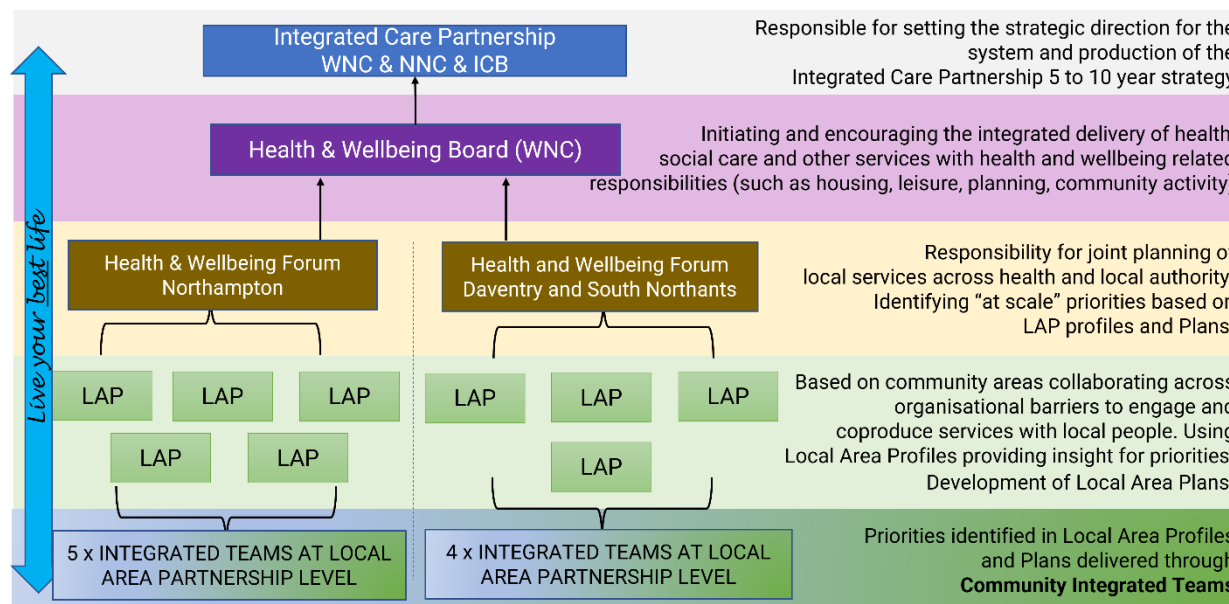 Integrated Care Partnership
WNC & NNC & ICB
Responsible for setting the strategic direction for the
system and production of the
Integrated Care Partnership 5 to 10 year strategy
Health & Wellbeing Board (WNC)
Initiating and encouraging the integrated delivery of health
social care and other services with health and wellbeing related
responsibilities (such as housing, leisure, planning, community activity)
Live your best life
Health & Wellbeing Forum
Northampton
Health and Wellbeing Forum
Daventry and South Northants
Responsibility for joint planning of
local services across health and local authority
Identifying “at scale” priorities based on
LAP profiles and Plans
LAP
LAP
LAP
LAP
LAP
LAP
LAP
LAP
LAP
Based on community areas collaborating across
organisational barriers to engage and
coproduce services with local people. Using
Local Area Profiles providing insight for priorities
Development of Local Area Plans
5 x INTEGRATED TEAMS AT LOCAL
AREA PARTNERSHIP LEVEL
4 x INTEGRATED TEAMS AT LOCAL
AREA PARTNERSHIP LEVEL
Priorities identified in Local Area Profiles
and Plans delivered through
Community Integrated Teams